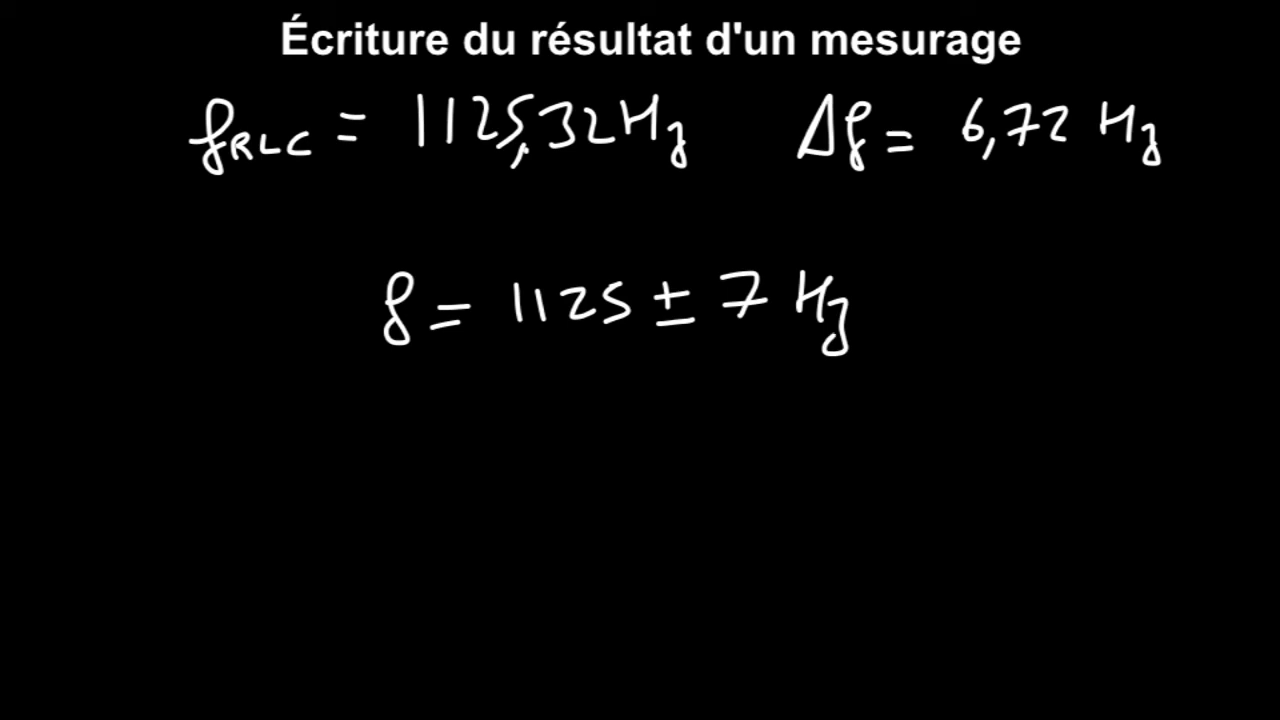 Écriture du résultat d'un mesurage
fRLC = 1125,32 Hz Δf = 6,72 Hz
f = 1125 ± 7 Hz